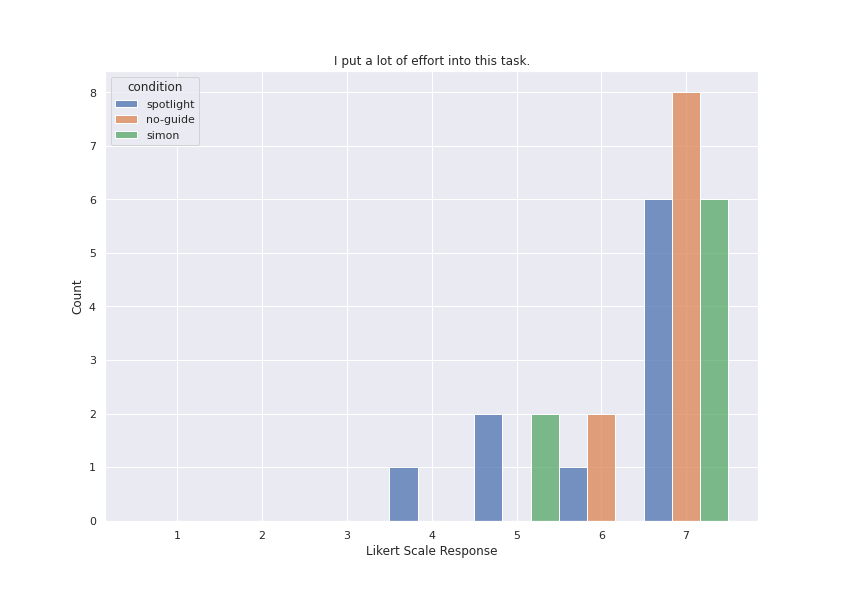 I put a lot of effort into this task.
condition
spotlight
no-guide
simon
8
7
6
5
4
3
2
1
0
Count
1 2 3 4 5 6 7
Likert Scale Response